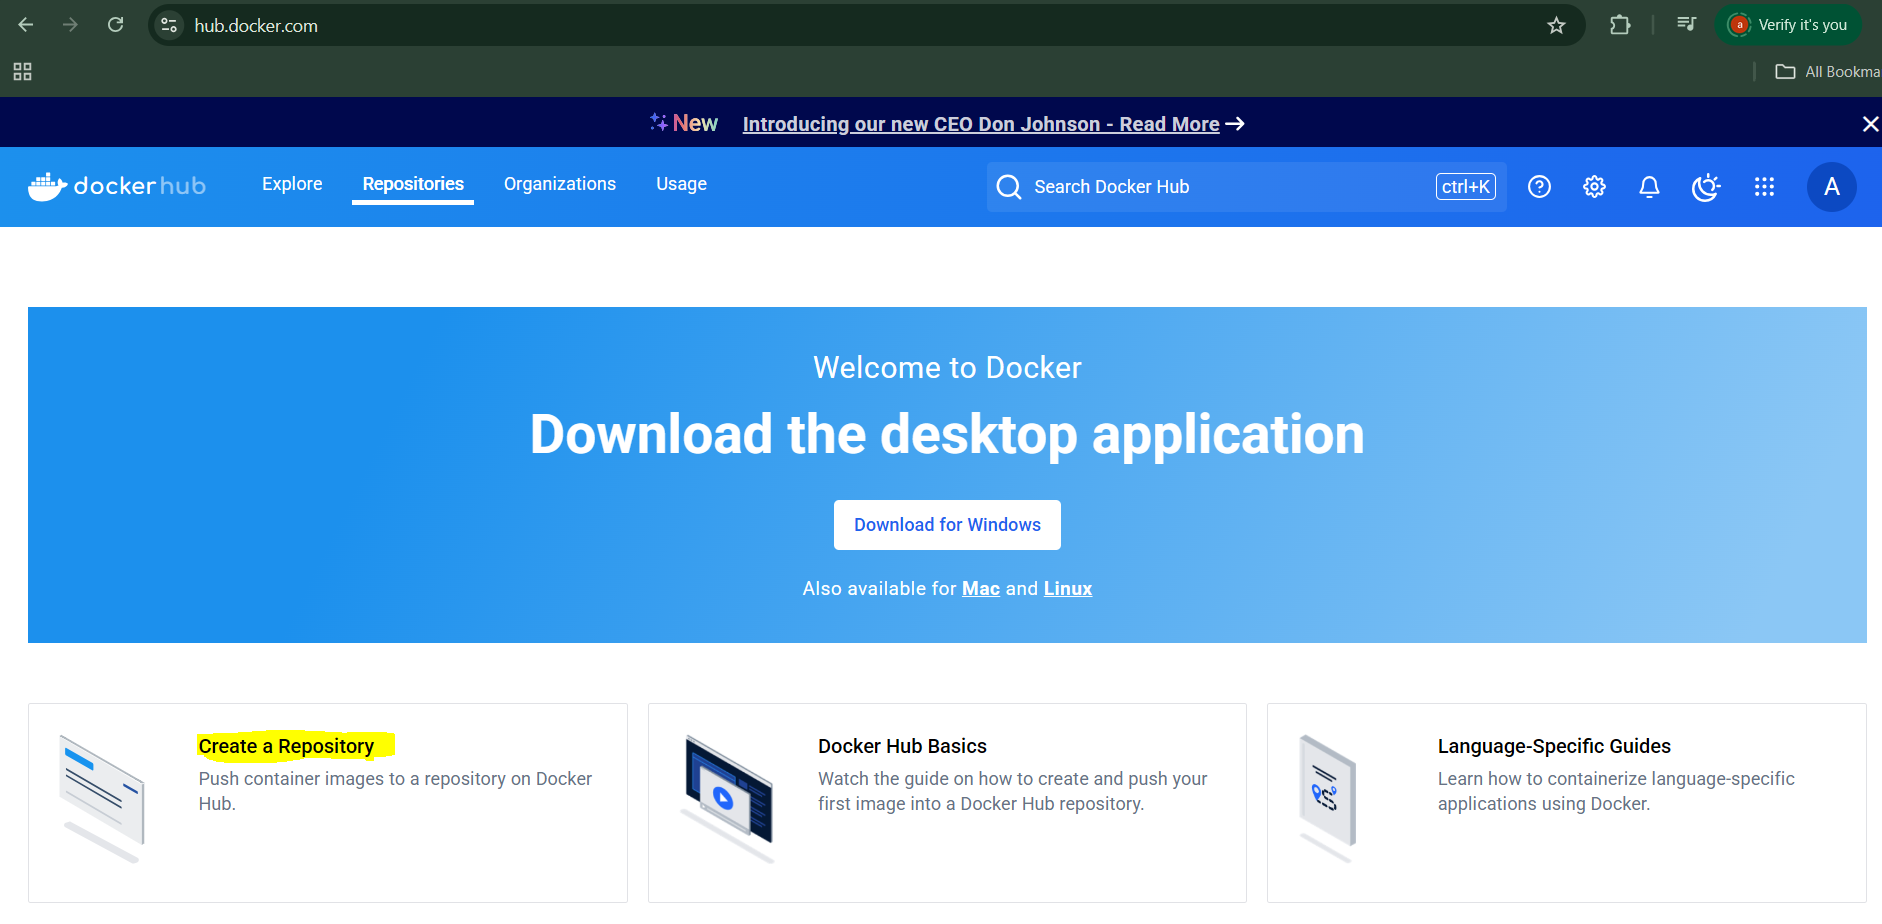 hub.docker.com
a
Verify it's you
All Bookma
New Introducing our new CEO Don Johnson - Read More
docker hub
Explore
Repositories
Organizations
Usage
Search Docker Hub
ctrl+K
A
Welcome to Docker
Download the desktop application
Download for Windows
Also available for Mac and Linux
Create a Repository
Push container images to a repository on Docker
Hub.
Docker Hub Basics
Watch the guide on how to create and push your
first image into a Docker Hub repository.
Language-Specific Guides
Learn how to containerize language-specific
applications using Docker.